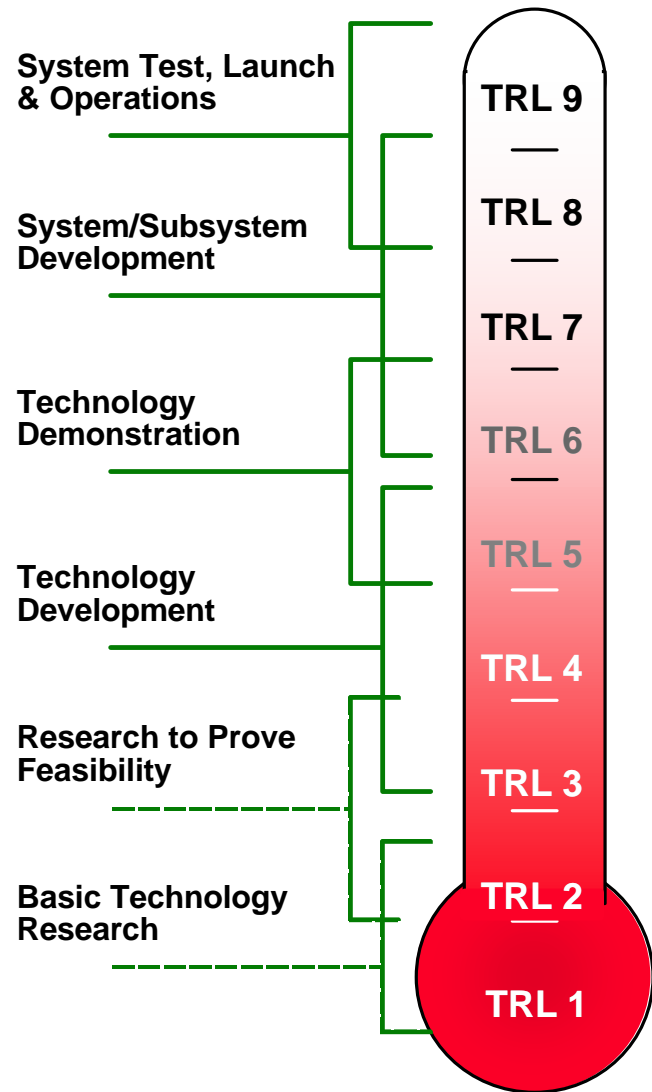 System Test, Launch
& Operations
System/Subsystem
Development
Technology
Demonstration
Technology
Development
Research to Prove
Feasibility
Basic Technology
Research
TRL 9
TRL 8
TRL 7
TRL 6
TRL 5
TRL 4
TRL 3
TRL 2
TRL 1